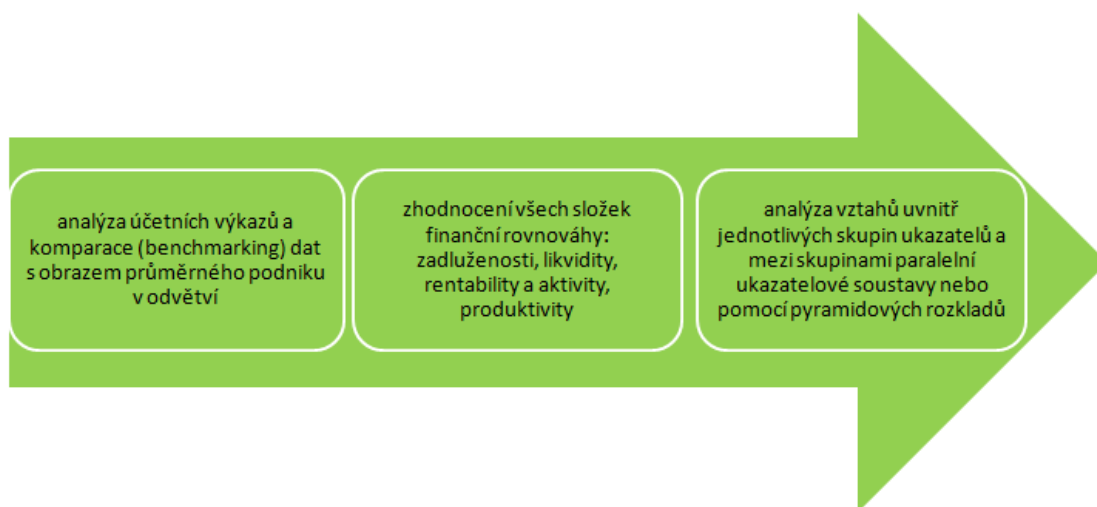 analýza účetních výkazů a
komparace (benchmarking) dat
s obrazem průměrného podniku
v odvětví
zhodnocení všech složek
finanční rovnováhy:
zadluženosti, likvidity,
rentability a aktivity,
produktivity
analýza vztahů uvnitř
jednotlivých skupin ukazatelů a
mezi skupinami paralelní
ukazatelové soustavy nebo
pomocí pyramidových rozkladů